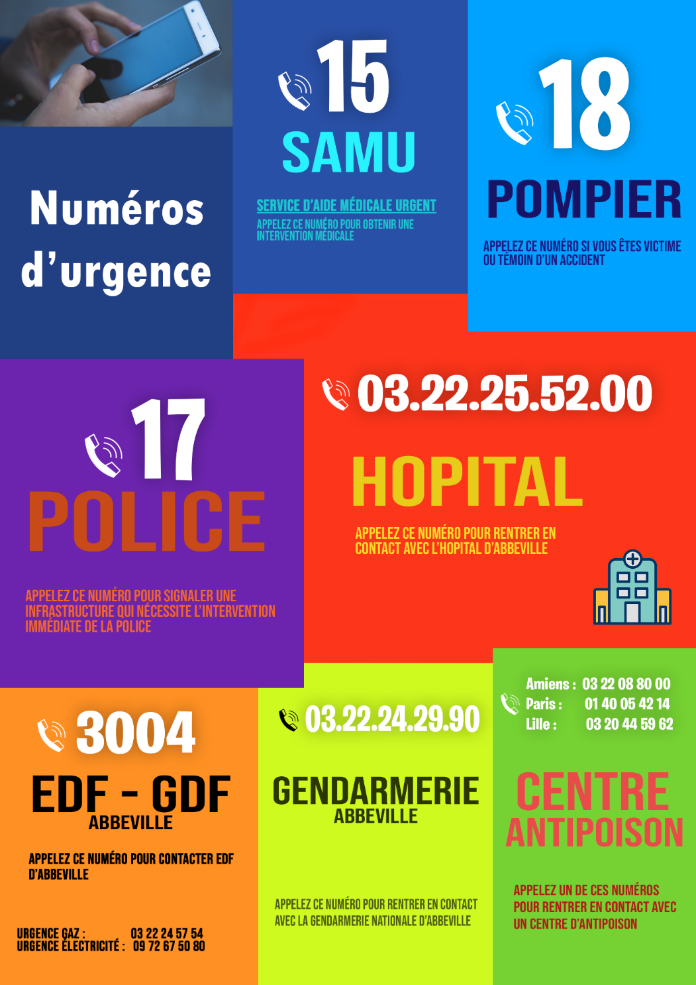 Numéros
d'urgence
15
SAMU
SERVICE D'AIDE MÉDICALE URGENT
APPELEZ CE NUMÉRO POUR OBTENIR UNE
INTERVENTION MÉDICALE
18
POMPIER
APPELEZ CE NUMÉRO SI VOUS ÊTES VICTIME
OU TÉMOIN D'UN ACCIDENT
17
POLICE
APPELEZ CE NUMÉRO POUR SIGNALER UNE
INFRASTRUCTURE QUI NÉCESSITE L'INTERVENTION
IMMÉDIATE DE LA POLICE
03.22.25.52.00
HOPITAL
APPELEZ CE NUMÉRO POUR RENTRER EN
CONTACT AVEC L'HOPITAL D'ABBEVILLE
3004
EDF - GDF
ABBEVILLE
APPELEZ CE NUMÉRO POUR CONTACTER EDF
D'ABBEVILLE
URGENCE GAZ : 03 22 24 57 54
URGENCE ÉLECTRICITÉ : 09 72 67 50 80
03.22.24.29.90
GENDARMERIE
ABBEVILLE
APPELEZ CE NUMÉRO POUR RENTRER EN CONTACT
AVEC LA GENDARMERIE NATIONALE D'ABBEVILLE
Amiens : 03 22 08 80 00
Paris : 01 40 05 42 14
Lille : 03 20 44 59 62
CENTRE
ANTIPOISON
APPELEZ UN DE CES NUMÉROS
POUR RENTRER EN CONTACT AVEC
UN CENTRE D'ANTIPOISON